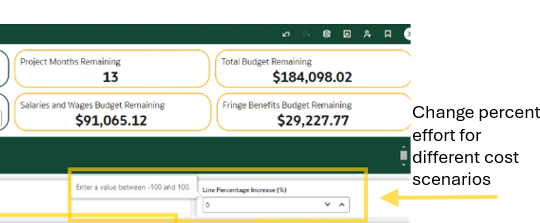 Project Months Remaining
13
Total Budget Remaining
$184,098.02
Salaries and Wages Budget Remaining
$91,065.12
Fringe Benefits Budget Remaining
$29,227.77
Change percent
effort for
different cost
scenarios
Enter a value between -100 and 100.
Line Percentage Increase (%)
0